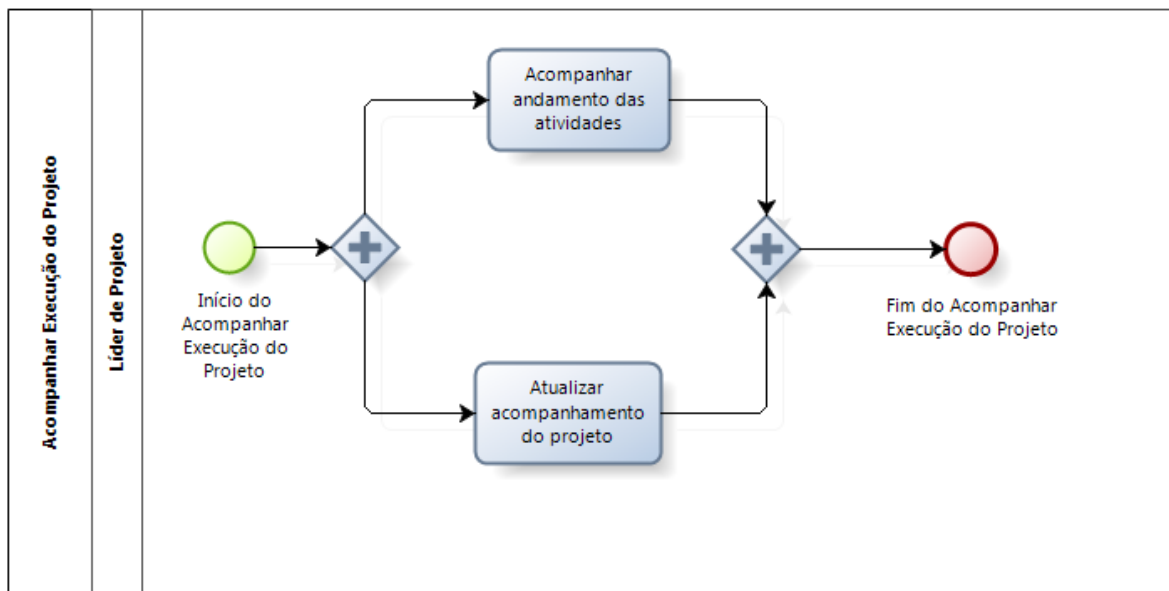 Acompanhar Execução do Projeto
Líder de Projeto
Início do
Acompanhar
Execução do
Projeto
Acompanhar
andamento das
atividades
Atualizar
acompanhamento
do projeto
Fim do Acompanhar
Execução do Projeto